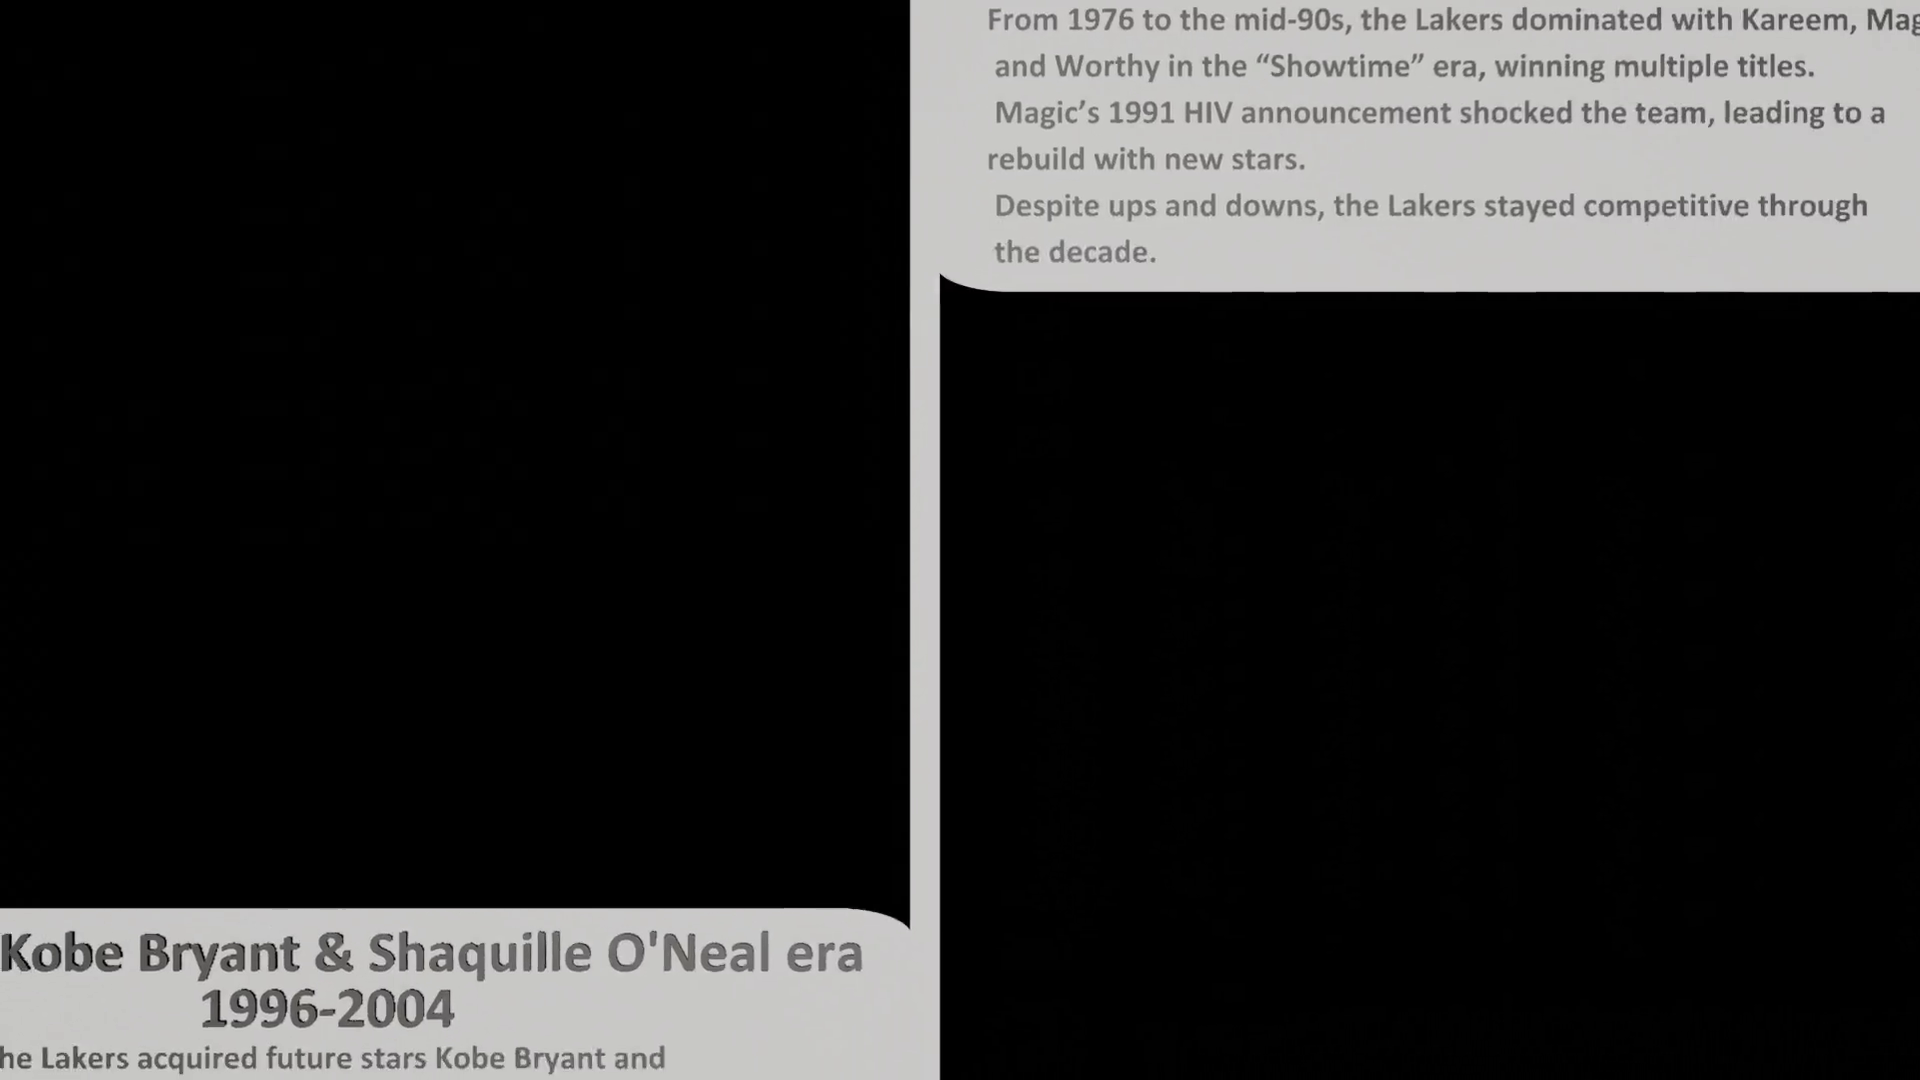 From 1976 to the mid-90s, the Lakers dominated with Kareem,
and Worthy in the “Showtime” era, winning multiple titles.
Magic’s 1991 HIV announcement shocked the team, leading to a
rebuild with new stars.
Despite ups and downs, the Lakers stayed competitive through
the decade.
Kobe Bryant & Shaquille O'Neal era
1996-2004
Lakers acquired future stars Kobe Bryant and